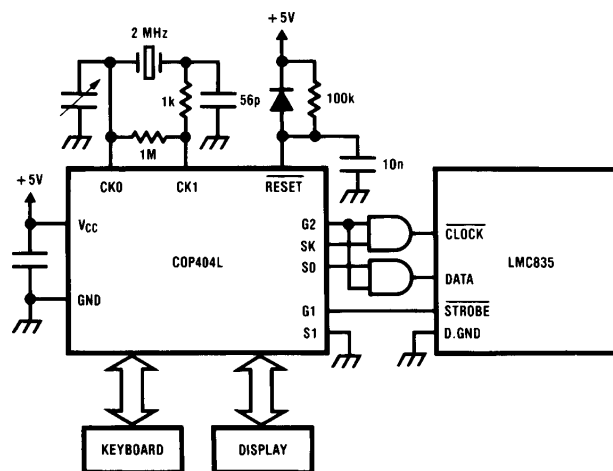 +5V
2 MHz
1k
56p
100k
1M
10n
+5V
CK0
CK1
RESET
VCC
G2
SK
CLOCK
COP404L
LMC835
SO
DATA
GND
G1
STROBE
S1
D.GND
KEYBOARD
DISPLAY